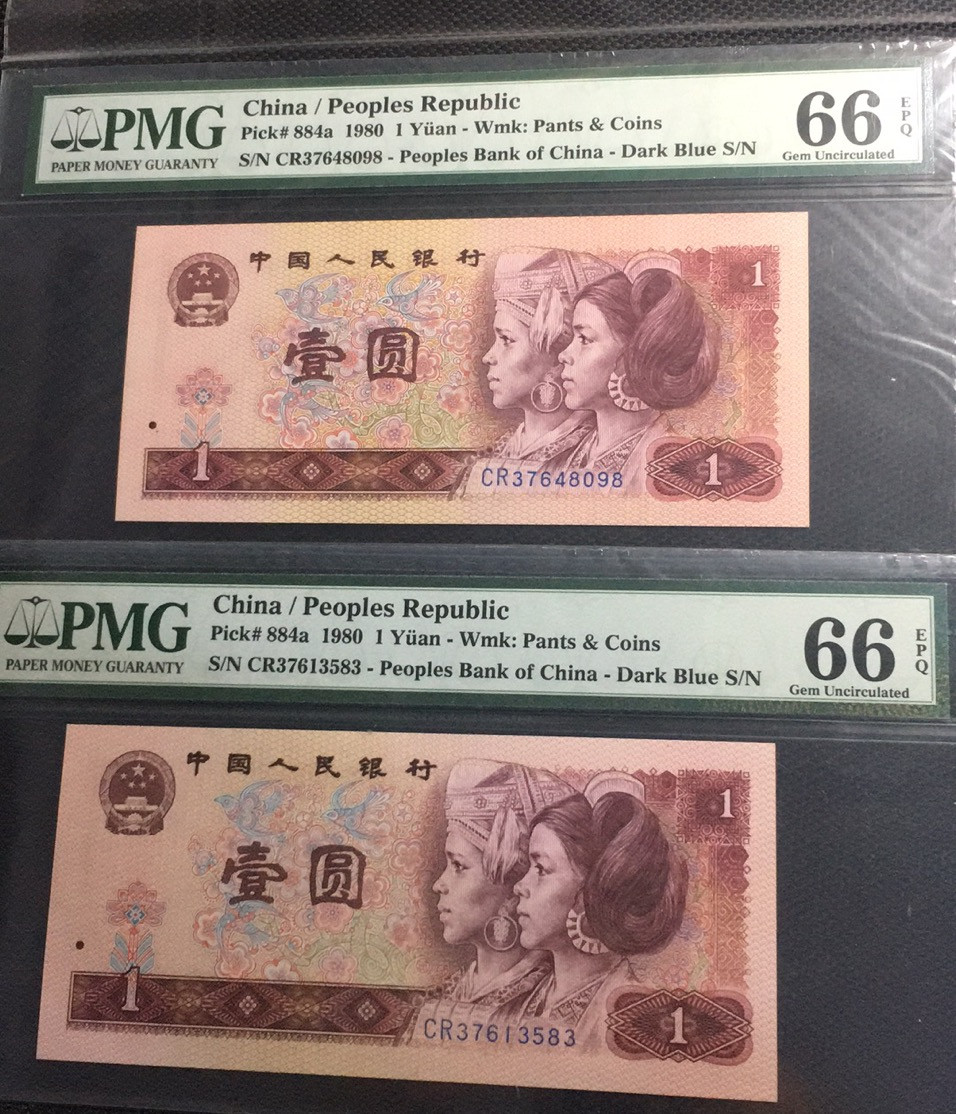 PMG
PAPER MONEY GUARANTY
China / Peoples Republic
Pick# 884a 1980 1 Yüan - Wmk: Pants & Coins
S/N CR37648098 - Peoples Bank of China - Dark Blue S/N
66
EPQ
Gem Uncirculated
中国人民银行
1
壹圆
1
CR37648098
1
PMG
PAPER MONEY GUARANTY
China / Peoples Republic
Pick# 884a 1980 1 Yüan - Wmk: Pants & Coins
S/N CR37613583 - Peoples Bank of China - Dark Blue S/N
66
EPQ
Gem Uncirculated
中国人民银行
1
壹圆
1
CR37613583
1